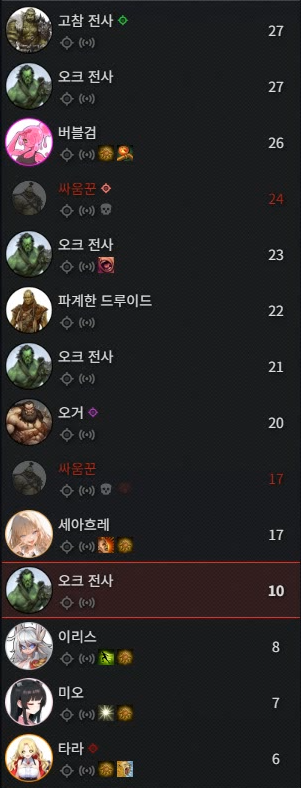 고참 전사
27
오크 전사
27
버블검
26
싸움꾼
24
오크 전사
23
파계한 드루이드
22
오크 전사
21
오거
20
싸움꾼
17
세아흐레
17
오크 전사
10
이리스
8
미오
7
타라
6